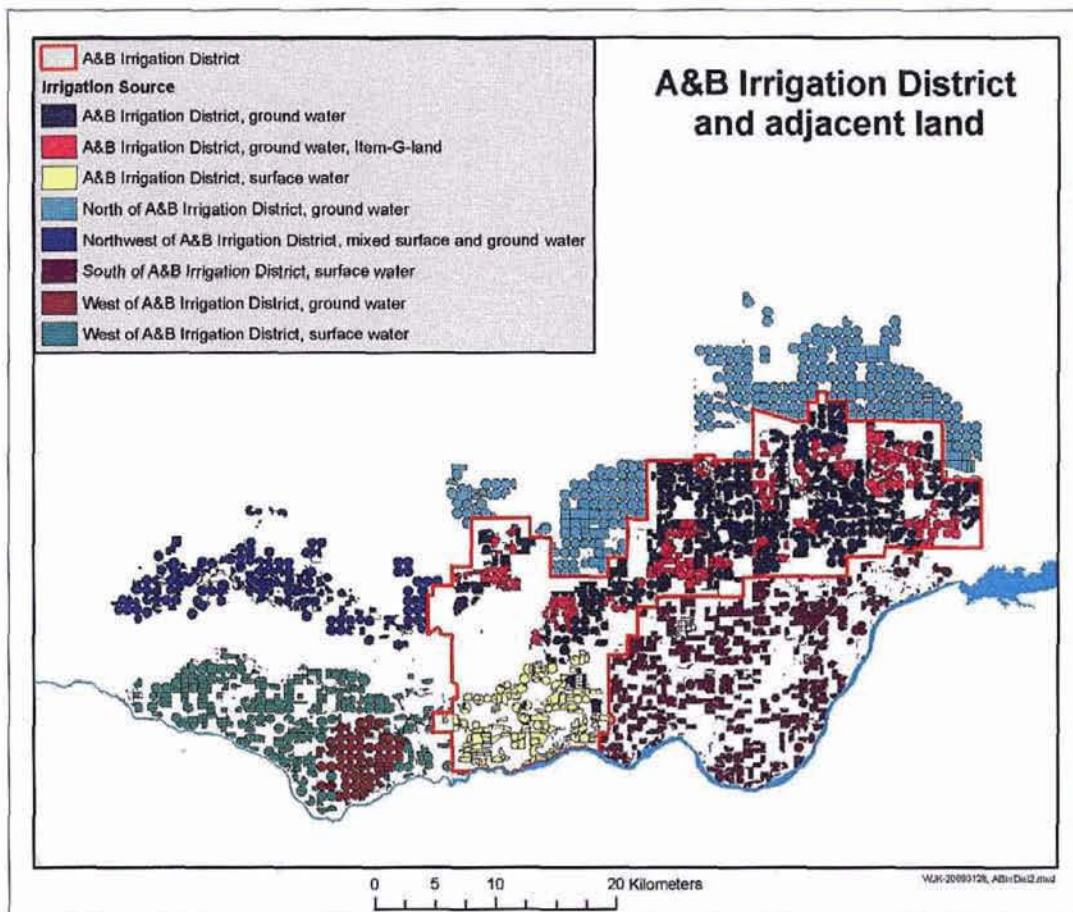 A&B Irrigation District
and adjacent land
A&B Irrigation District
Irrigation Source
A&B Irrigation District, ground water
A&B Irrigation District, ground water, Item-G-land
A&B Irrigation District, surface water
North of A&B Irrigation District, ground water
Northwest of A&B Irrigation District, mixed surface and ground water
South of A&B Irrigation District, surface water
West of A&B Irrigation District, ground water
West of A&B Irrigation District, surface water
0 5 10 20 Kilometers